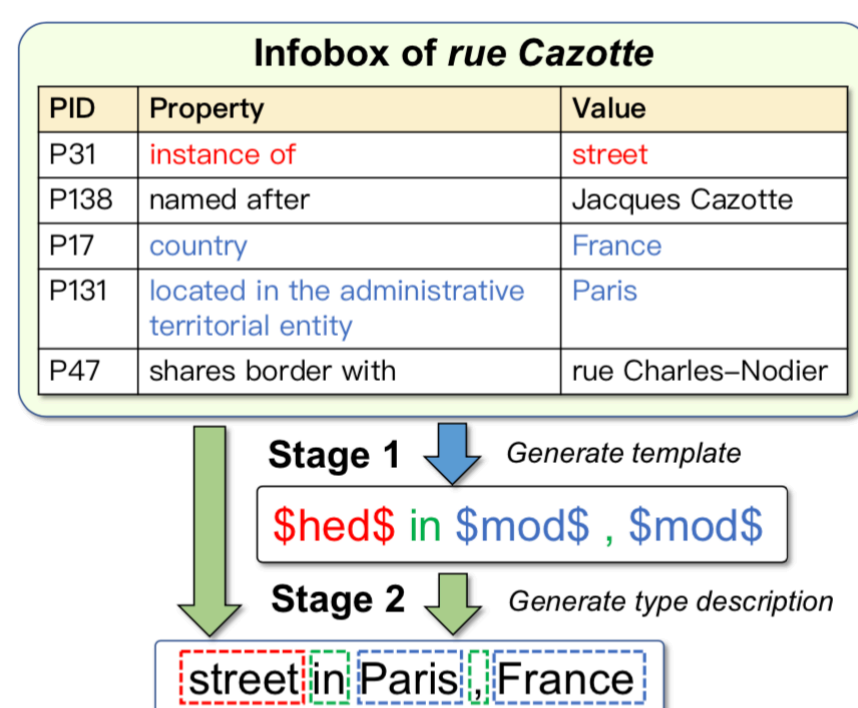 Infobox of rue Cazotte
PID Property Value
P31 instance of street
P138 named after Jacques Cazotte
P17 country France
P131 located in the administrative territorial entity Paris
P47 shares border with rue Charles–Nodier
Stage 1 Generate template
$hed$ in $mod$ , $mod$
Stage 2 Generate type description
street in Paris , France